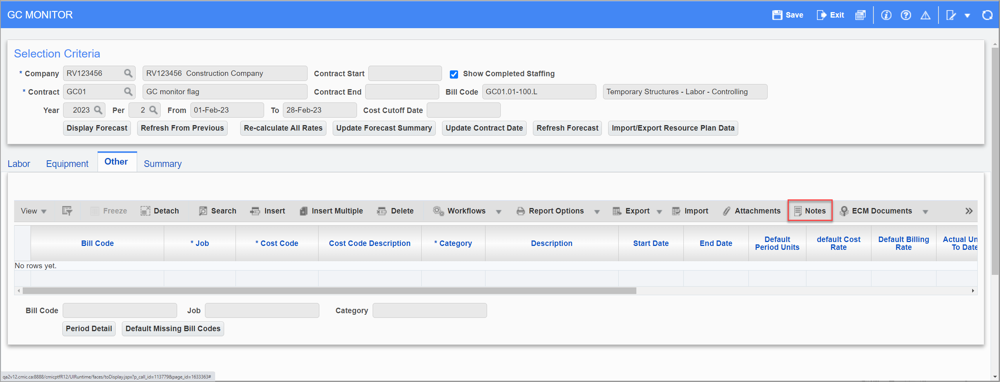 GC MONITOR Save Exit
Selection Criteria
* Company RV123456 RV123456 Construction Company Contract Start Show Completed Staffing
* Contract GC01 GC monitor flag Contract End Bill Code GC01.01-100.L Temporary Structures - Labor - Controlling
Year 2023 Per 2 From 01-Feb-23 To 28-Feb-23 Cost Cutoff Date
Display Forecast Refresh From Previous Re-calculate All Rates Update Forecast Summary Update Contract Date Refresh Forecast Import/Export Resource Plan Data
Labor Equipment Other Summary
View Freeze Detach Search Insert Insert Multiple Delete Workflows Report Options Export Import Attachments Notes ECM Documents
Bill Code * Job * Cost Code Cost Code Description * Category Description Start Date End Date Default Period Units default Cost Rate Default Billing Rate Actual Un To Date
No rows yet.
Bill Code Job Category
Period Detail Default Missing Bill Codes
qa2v12.cmic.ca:8888/cmicptfR12/UIRuntime/faces/toDisplay.jspx?p_call_id=113779&page_id=1633363#